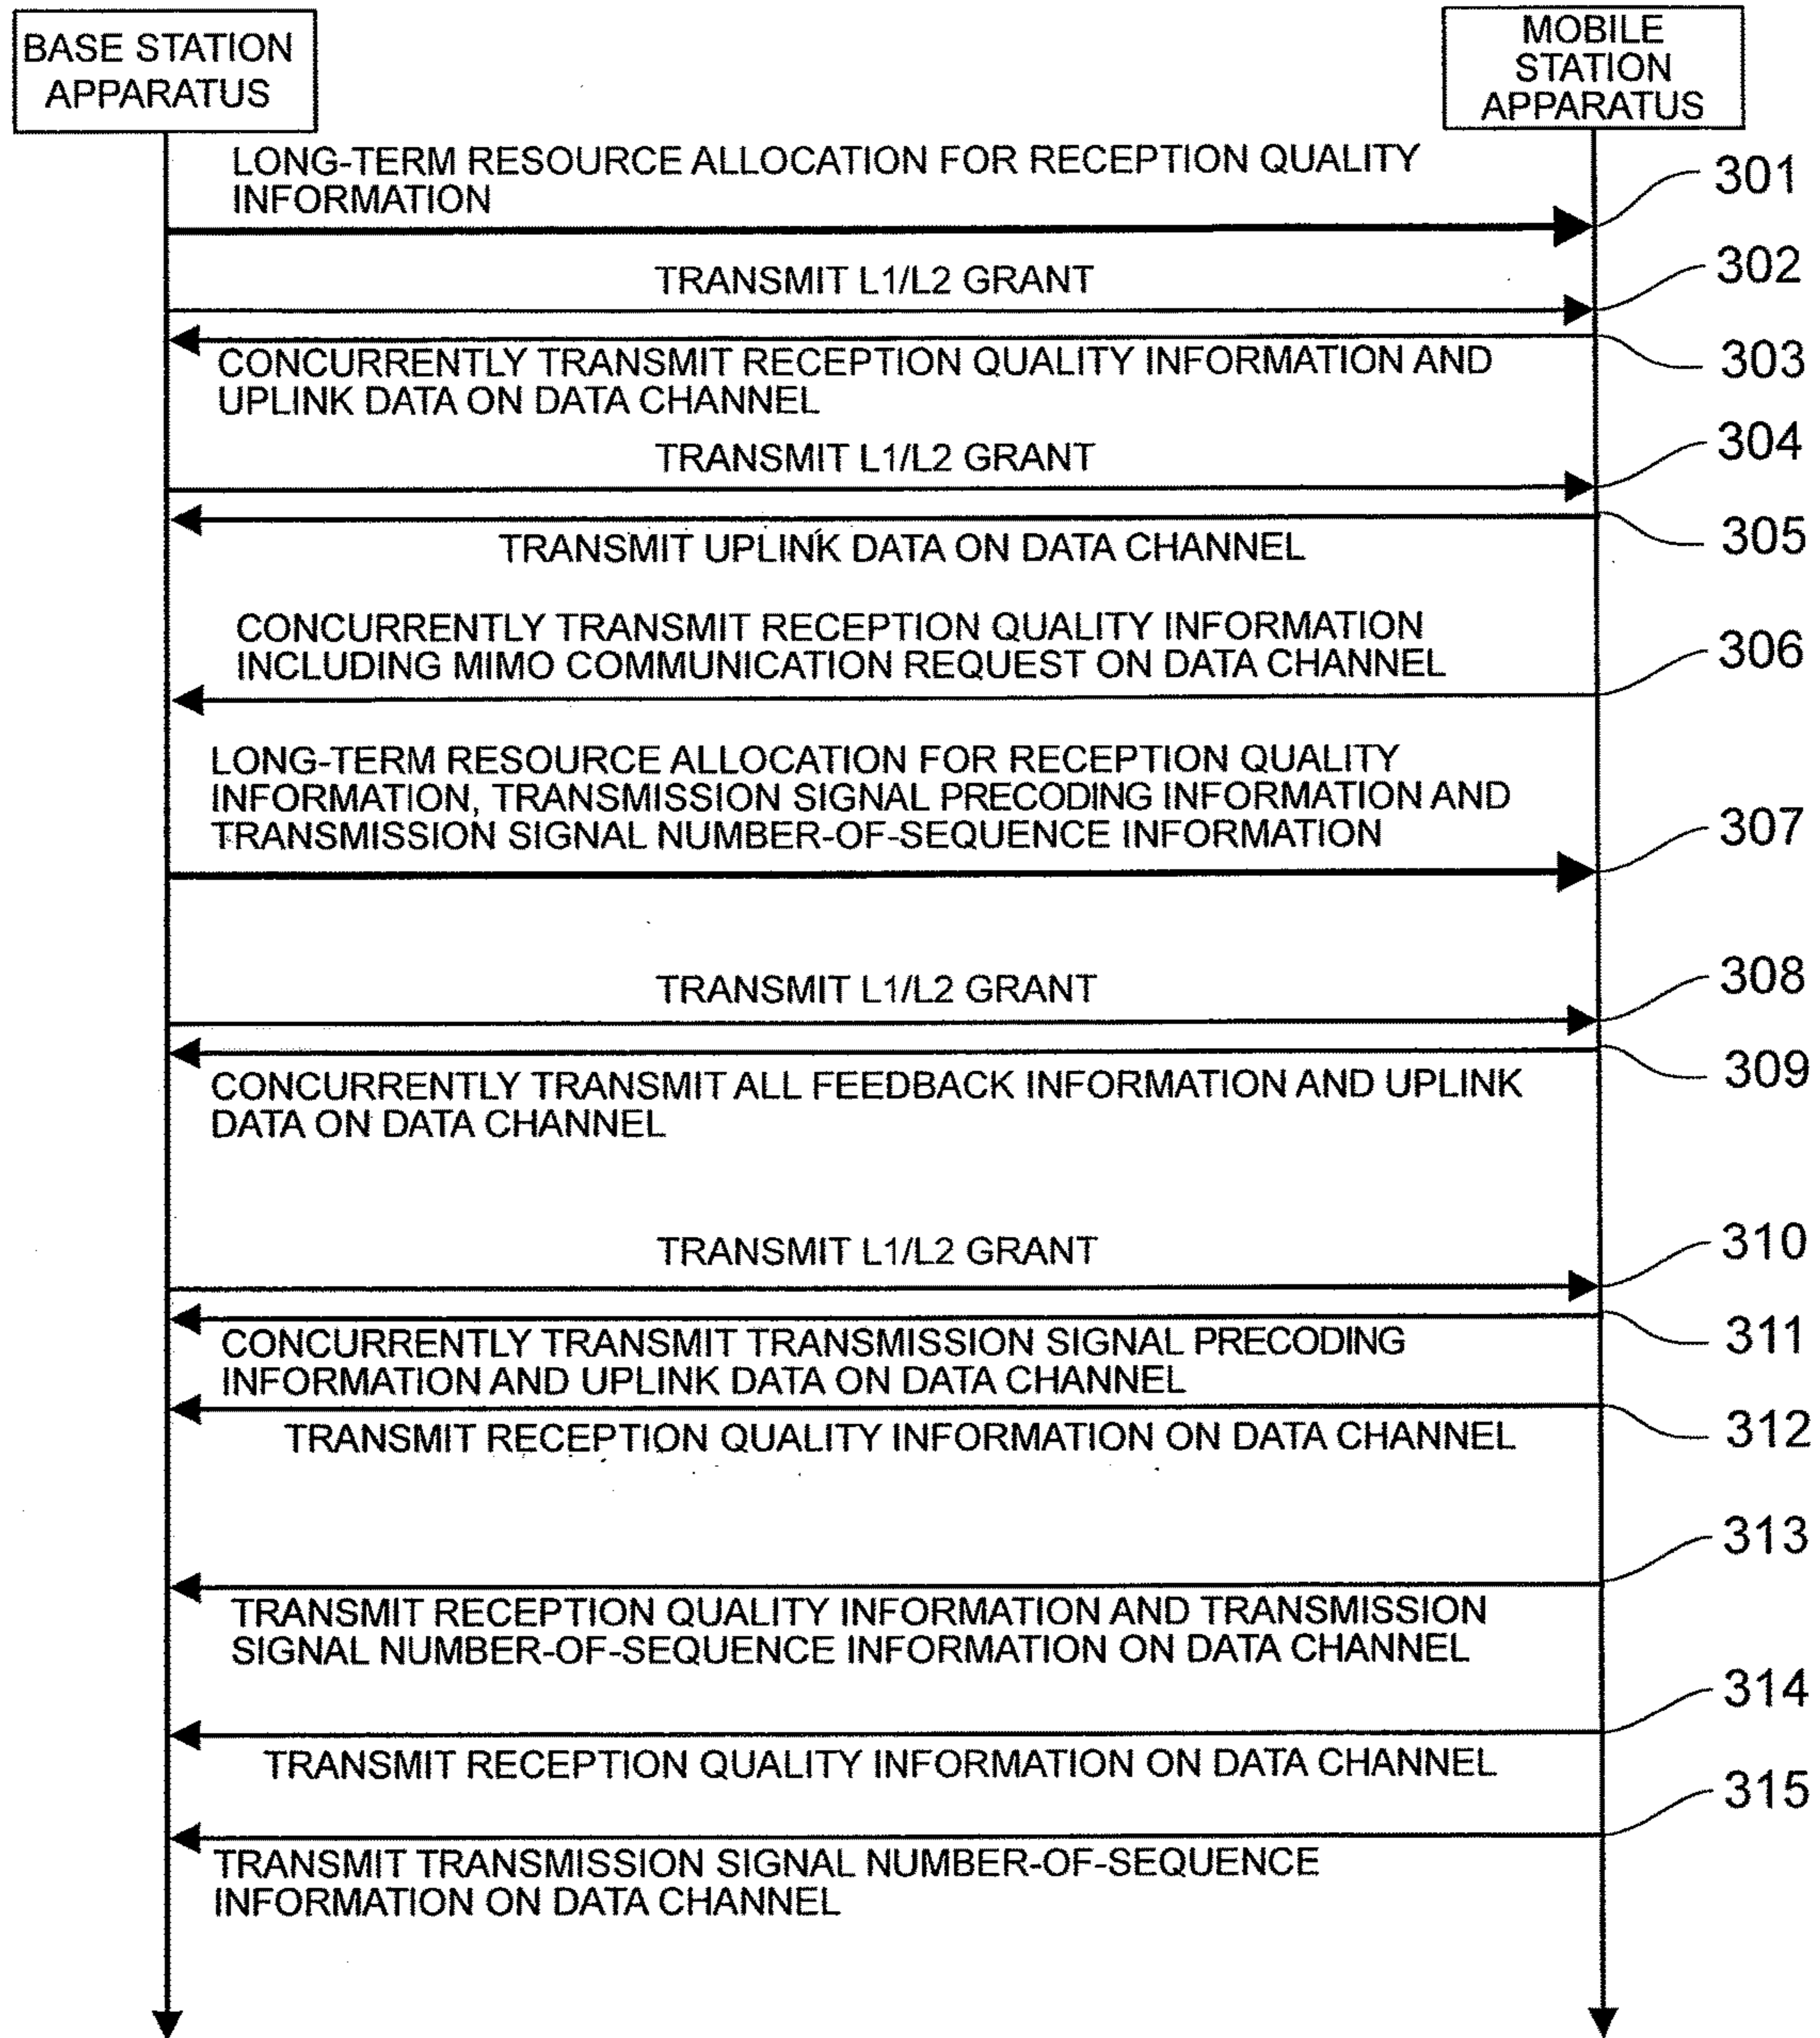 BASE STATION
APPARATUS
MOBILE
STATION
APPARATUS
LONG-TERM RESOURCE ALLOCATION FOR RECEPTION QUALITY
INFORMATION
301
TRANSMIT L1/L2 GRANT
302
CONCURRENTLY TRANSMIT RECEPTION QUALITY INFORMATION AND
UPLINK DATA ON DATA CHANNEL
303
TRANSMIT L1/L2 GRANT
304
TRANSMIT UPLINK DATA ON DATA CHANNEL
305
CONCURRENTLY TRANSMIT RECEPTION QUALITY INFORMATION
INCLUDING MIMO COMMUNICATION REQUEST ON DATA CHANNEL
306
LONG-TERM RESOURCE ALLOCATION FOR RECEPTION QUALITY
INFORMATION, TRANSMISSION SIGNAL PRECODING INFORMATION AND
TRANSMISSION SIGNAL NUMBER-OF-SEQUENCE INFORMATION
307
TRANSMIT L1/L2 GRANT
308
CONCURRENTLY TRANSMIT ALL FEEDBACK INFORMATION AND UPLINK
DATA ON DATA CHANNEL
309
TRANSMIT L1/L2 GRANT
310
CONCURRENTLY TRANSMIT TRANSMISSION SIGNAL PRECODING
INFORMATION AND UPLINK DATA ON DATA CHANNEL
311
TRANSMIT RECEPTION QUALITY INFORMATION ON DATA CHANNEL
312
313
TRANSMIT RECEPTION QUALITY INFORMATION AND TRANSMISSION
SIGNAL NUMBER-OF-SEQUENCE INFORMATION ON DATA CHANNEL
314
TRANSMIT RECEPTION QUALITY INFORMATION ON DATA CHANNEL
315
TRANSMIT TRANSMISSION SIGNAL NUMBER-OF-SEQUENCE
INFORMATION ON DATA CHANNEL